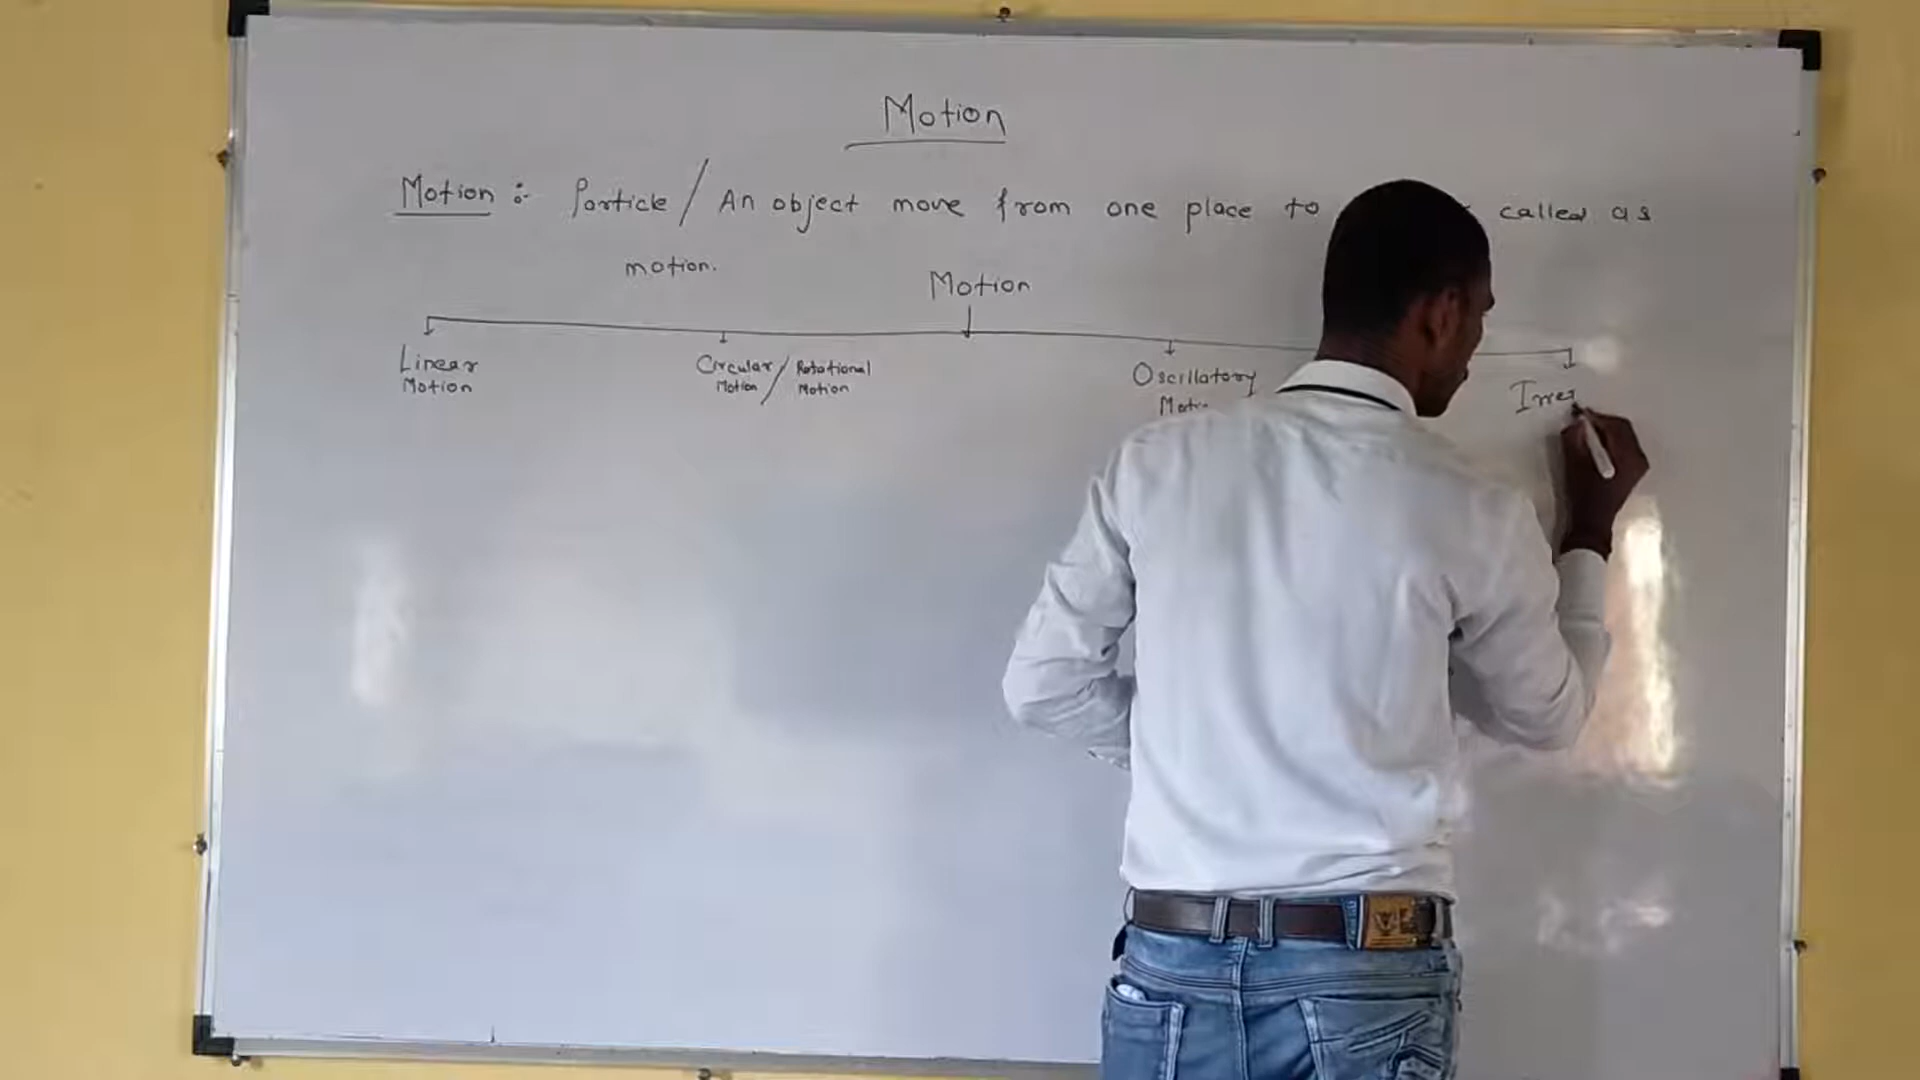 Motion
Motion :- Particle / An object move from one place to called as
motion.
Motion
Linear Motion
Circular Motion / Rotational Motion
Oscillatory
Irreg